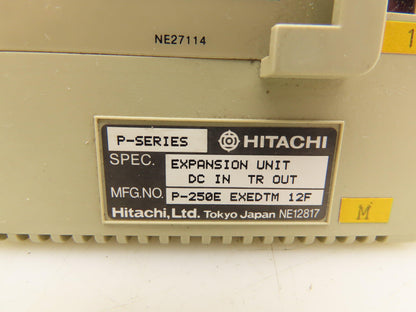 NE27114
1
P-SERIES HITACHI
SPEC. EXPANSION UNIT
DC IN TR OUT
MFG.NO. P-250E EXEDTM 12F
Hitachi, Ltd. Tokyo Japan NE12817
M